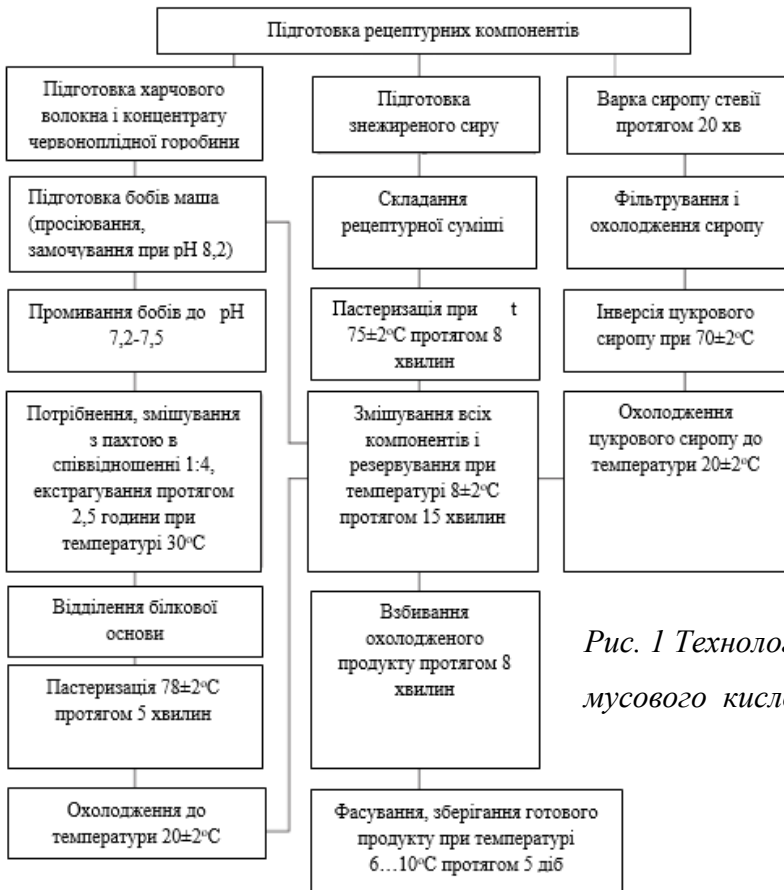 Підготовка рецептурних компонентів
Підготовка харчового
волокна і концентрату
червоноплідної горобини
Підготовка бобів маша
(просіювання,
замочування при рН 8,2)
Промивання бобів до рН
7,2-7,5
Потрібнення, змішування
з пахтою в
співвідношенні 1:4,
екстрагування протягом
2,5 години при
температурі 30°С
Відділення білкової
основи
Пастеризація 78±2°С
протягом 5 хвилин
Охолодження до
температури 20±2°С
Підготовка
знежиреного сиру
Складання
рецептурної суміші
Пастеризація при t
75±2°С протягом 8
хвилин
Змішування всіх
компонентів і
резервування при
температурі 8±2°С
протягом 15 хвилин
Взбивання
охолодженого
продукту протягом 8
хвилин
Фасування, зберігання готового
продукту при температурі
6…10°С протягом 5 діб
Варка сиропу стевії
протягом 20 хв
Фільтрування і
охолодження сиропу
Інверсія цукрового
сиропу при 70±2°С
Охолодження
цукрового сиропу до
температури 20±2°С
Рис. 1 Технолог
мусового кисл